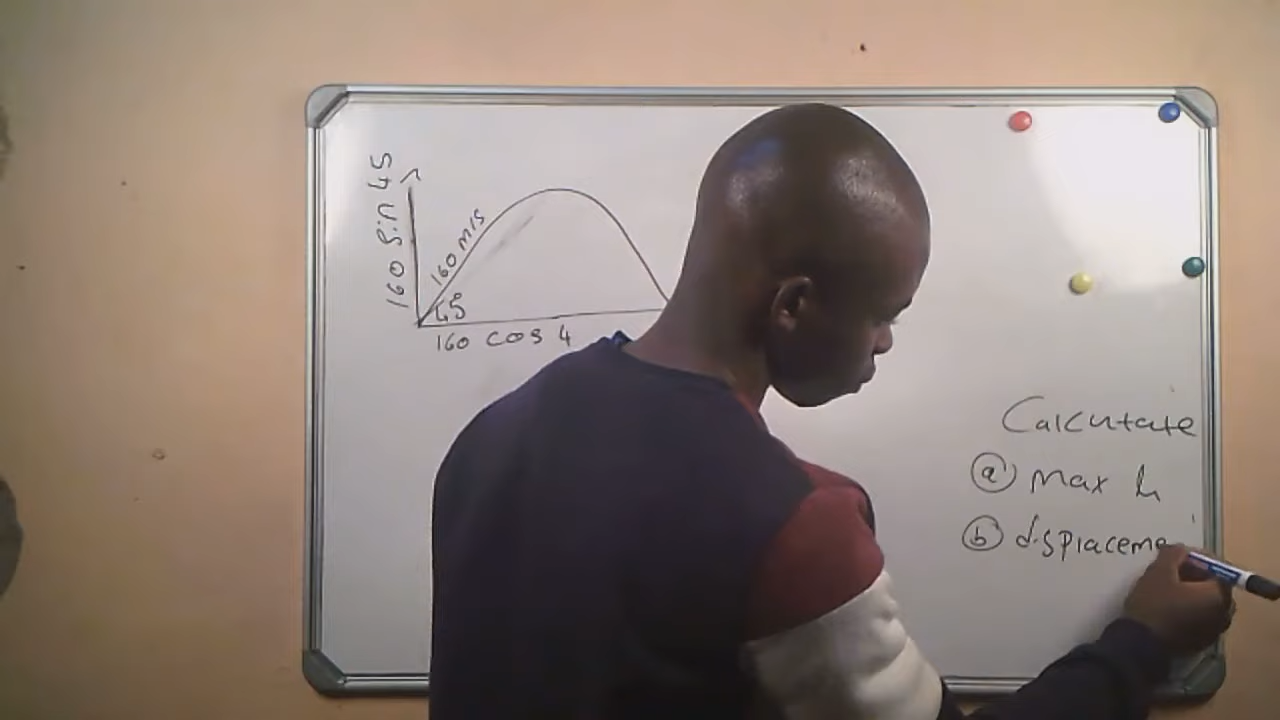 160 sin 45
160 m/s
45
160 cos 4
Calculate
a max h
b displaceme